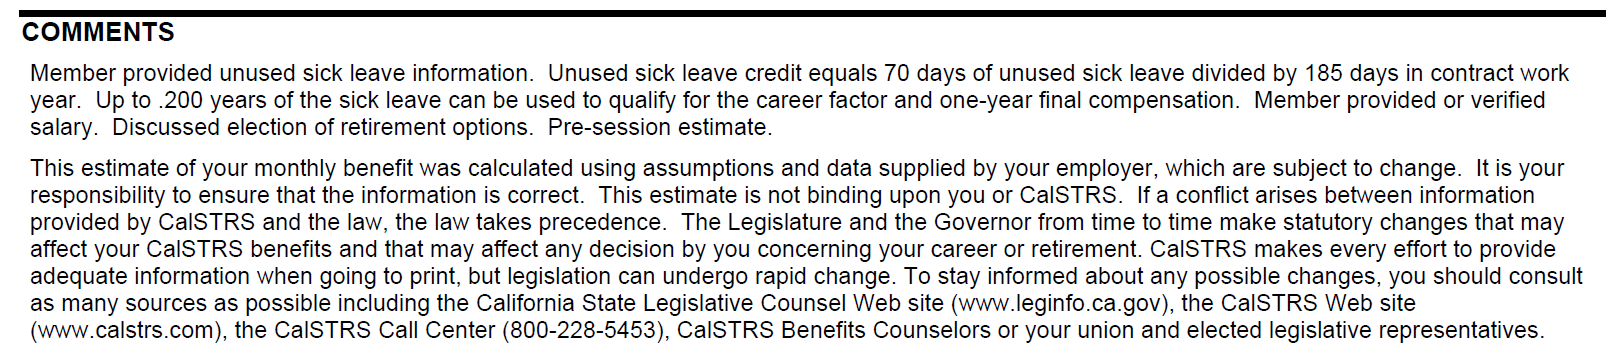 COMMENTS
Member provided unused sick leave information.  Unused sick leave credit equals 70 days of unused sick leave divided by 185 days in contract work
year.  Up to .200 years of the sick leave can be used to qualify for the career factor and one-year final compensation.  Member provided or verified
salary.  Discussed election of retirement options.  Pre-session estimate.
This estimate of your monthly benefit was calculated using assumptions and data supplied by your employer, which are subject to change.  It is your
responsibility to ensure that the information is correct.  This estimate is not binding upon you or CalSTRS.  If a conflict arises between information
provided by CalSTRS and the law, the law takes precedence.  The Legislature and the Governor from time to time make statutory changes that may
affect your CalSTRS benefits and that may affect any decision by you concerning your career or retirement. CalSTRS makes every effort to provide
adequate information when going to print, but legislation can undergo rapid change. To stay informed about any possible changes, you should consult
as many sources as possible including the California State Legislative Counsel Web site (www.leginfo.ca.gov), the CalSTRS Web site
(www.calstrs.com), the CalSTRS Call Center (800-228-5453), CalSTRS Benefits Counselors or your union and elected legislative representatives.